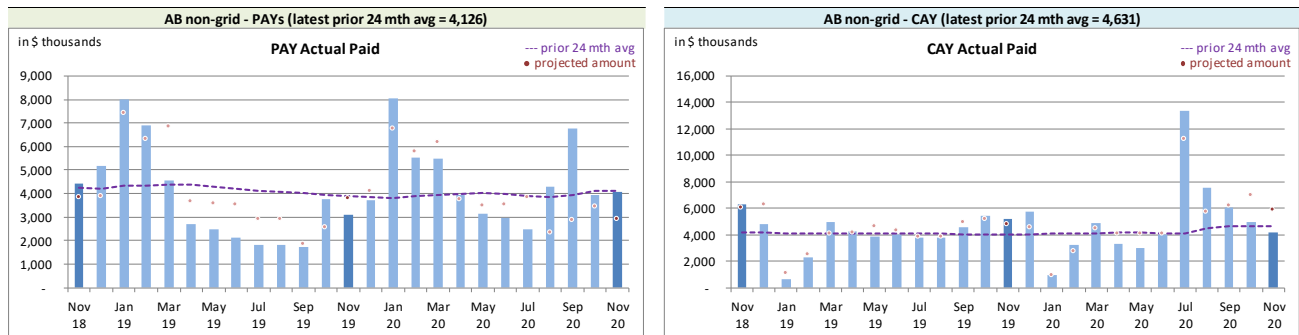 AB non-grid - PAYs (latest prior 24 mth avg = 4,126)
in $ thousands
PAY Actual Paid
--- prior 24 mth avg
• projected amount
9,000
8,000
7,000
6,000
5,000
4,000
3,000
2,000
1,000
-
Nov Jan Mar May Jul Sep Nov Jan Mar May Jul Sep Nov
18 19 19 19 19 19 19 20 20 20 20 20 20
AB non-grid - CAY (latest prior 24 mth avg = 4,631)
in $ thousands
CAY Actual Paid
--- prior 24 mth avg
• projected amount
16,000
14,000
12,000
10,000
8,000
6,000
4,000
2,000
-
Nov Jan Mar May Jul Sep Nov Jan Mar May Jul Sep Nov
18 19 19 19 19 19 19 20 20 20 20 20 20